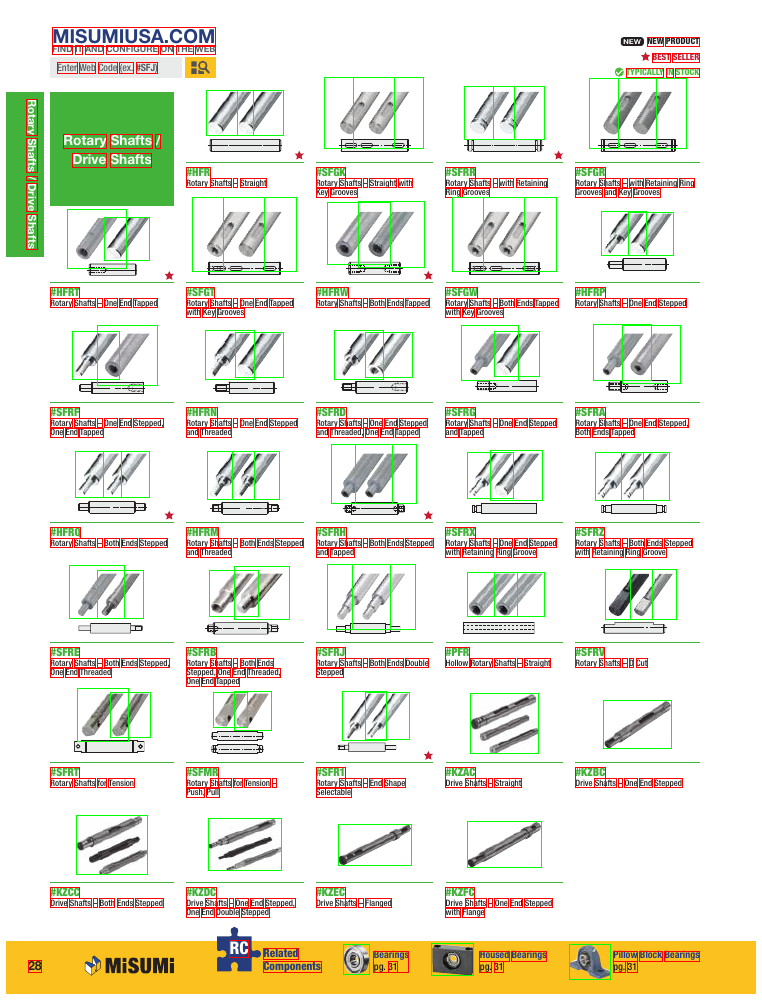 MISUMIUSA.COM
FIND IT AND CONFIGURE ON THE WEB
Enter Web Code (ex. #SFJ)
NEW NEW PRODUCT
BEST SELLER
TYPICALLY IN STOCK
Rotary Shafts / Drive Shafts
Rotary Shafts /
Drive Shafts
#HFR
Rotary Shafts – Straight
#SFGK
Rotary Shafts – Straight with
Key Grooves
#SFRR
Rotary Shafts – with Retaining
Ring Grooves
#SFGR
Rotary Shafts – with Retaining Ring
Grooves and Key Grooves
#HFRT
Rotary Shafts – One End Tapped
#SFGT
Rotary Shafts – One End Tapped
with Key Grooves
#HFRW
Rotary Shafts – Both Ends Tapped
#SFGW
Rotary Shafts – Both Ends Tapped
with Key Grooves
#HFRP
Rotary Shafts – One End Stepped
#SFRF
Rotary Shafts – One End Stepped,
One End Tapped
#HFRN
Rotary Shafts – One End Stepped
and Threaded
#SFRD
Rotary Shafts – One End Stepped
and Threaded, One End Tapped
#SFRG
Rotary Shafts – One End Stepped
and Tapped
#SFRA
Rotary Shafts – One End Stepped,
Both Ends Tapped
#HFRQ
Rotary Shafts – Both Ends Stepped
#HFRM
Rotary Shafts – Both Ends Stepped
and Threaded
#SFRH
Rotary Shafts – Both Ends Stepped
and Tapped
#SFRX
Rotary Shafts – One End Stepped
with Retaining Ring Groove
#SFRZ
Rotary Shafts – Both Ends Stepped
with Retaining Ring Groove
#SFRE
Rotary Shafts – Both Ends Stepped,
One End Threaded
#SFRB
Rotary Shafts – Both Ends
Stepped, One End Threaded,
One End Tapped
#SFRJ
Rotary Shafts – Both Ends Double
Stepped
#PFR
Hollow Rotary Shafts – Straight
#SFRV
Rotary Shafts – D Cut
#SFRT
Rotary Shafts for Tension
#SFMR
Rotary Shafts for Tension –
Push, Pull
#SFR1
Rotary Shafts – End Shape
Selectable
#KZAC
Drive Shafts – Straight
#KZBC
Drive Shafts – One End Stepped
#KZCC
Drive Shafts – Both Ends Stepped
#KZDC
Drive Shafts – One End Stepped,
One End Double Stepped
#KZEC
Drive Shafts – Flanged
#KZFC
Drive Shafts – One End Stepped
with Flange
28
MiSUMi
RC
Related
Components
Bearings
pg. 31
Housed Bearings
pg. 31
Pillow Block Bearings
pg. 31